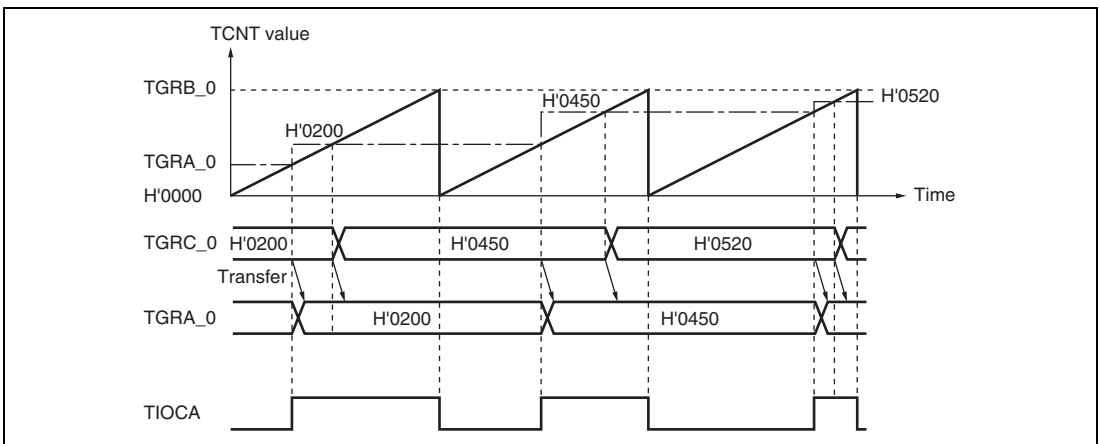 TCNT value
TGRB_0
H'0450
H'0520
H'0200
TGRA_0
H'0000
Time
TGRC_0 H'0200 H'0450 H'0520
Transfer
TGRA_0 H'0200 H'0450
TIOCA